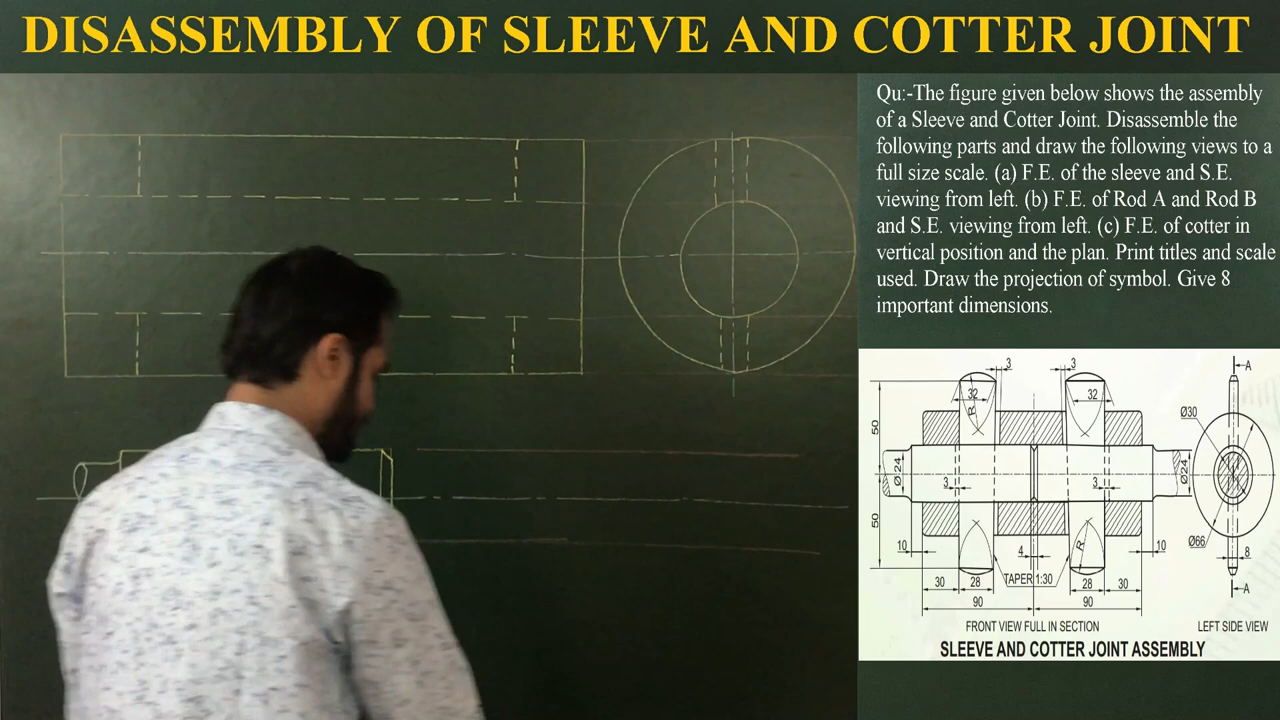 DISASSEMBLY OF SLEEVE AND COTTER JOINT
Qu:-The figure given below shows the assembly
of a Sleeve and Cotter Joint. Disassemble the
following parts and draw the following views to a
full size scale. (a) F.E. of the sleeve and S.E.
viewing from left. (b) F.E. of Rod A and Rod B
and S.E. viewing from left. (c) F.E. of cotter in
vertical position and the plan. Print titles and scale
used. Draw the projection of symbol. Give 8
important dimensions.
3 3 A
32 32
R
Ø30
50
Ø24 Ø24
3 3
50
R
Ø66
10 4 10 8
TAPER 1:30
30 28 28 30 A
90 90
FRONT VIEW FULL IN SECTION LEFT SIDE VIEW
SLEEVE AND COTTER JOINT ASSEMBLY